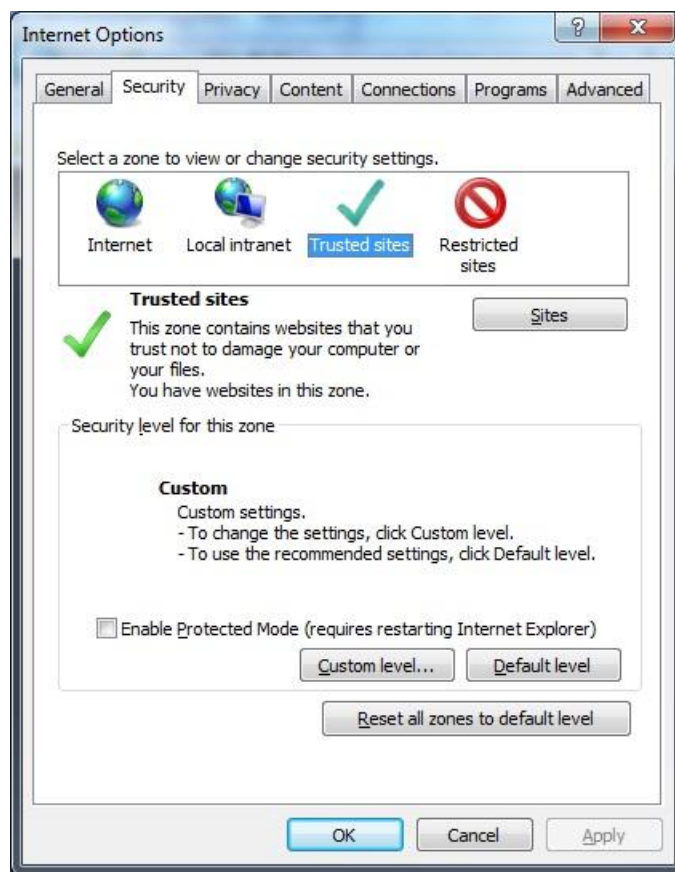 Internet Options
General Security Privacy Content Connections Programs Advanced
Select a zone to view or change security settings.
Internet Local intranet Trusted sites Restricted
sites
Trusted sites
Sites
This zone contains websites that you
trust not to damage your computer or
your files.
You have websites in this zone.
Security level for this zone
Custom
Custom settings.
- To change the settings, click Custom level.
- To use the recommended settings, click Default level.
Enable Protected Mode (requires restarting Internet Explorer)
Custom level... Default level
Reset all zones to default level
OK Cancel Apply